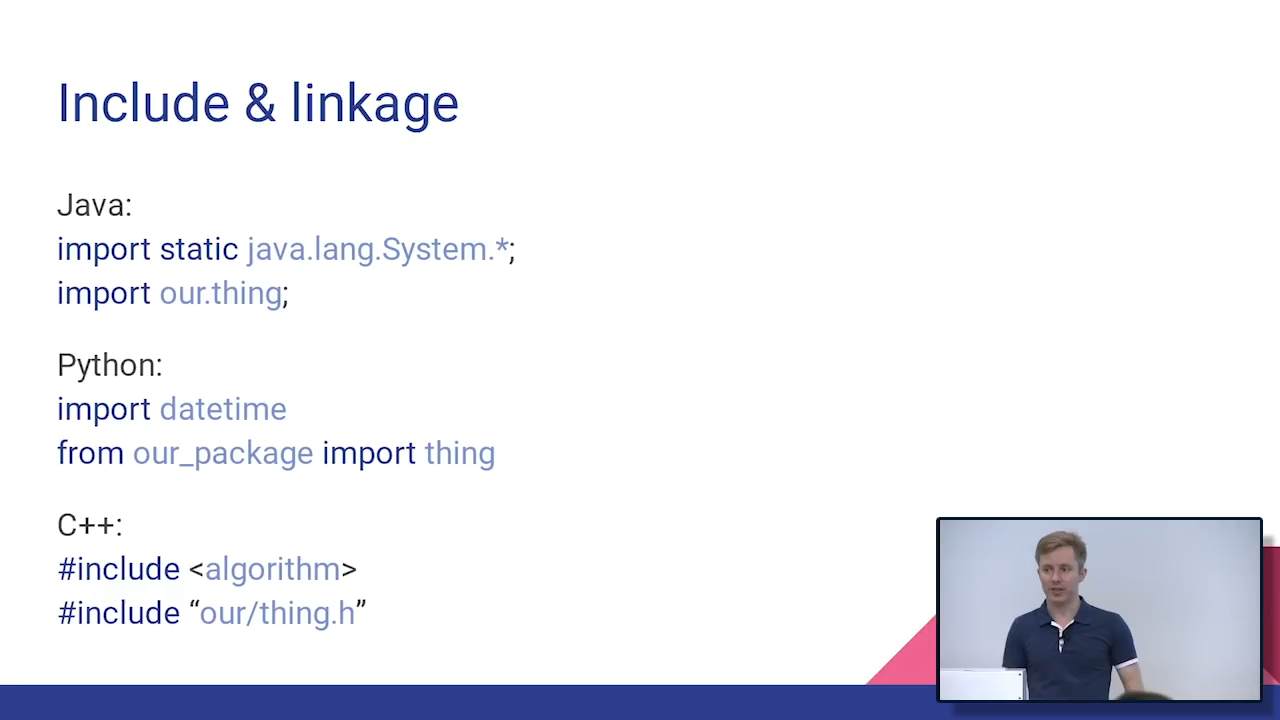 Include & linkage
Java:
import static java.lang.System.*;
import our.thing;
Python:
import datetime
from our_package import thing
C++:
#include <algorithm>
#include “our/thing.h”